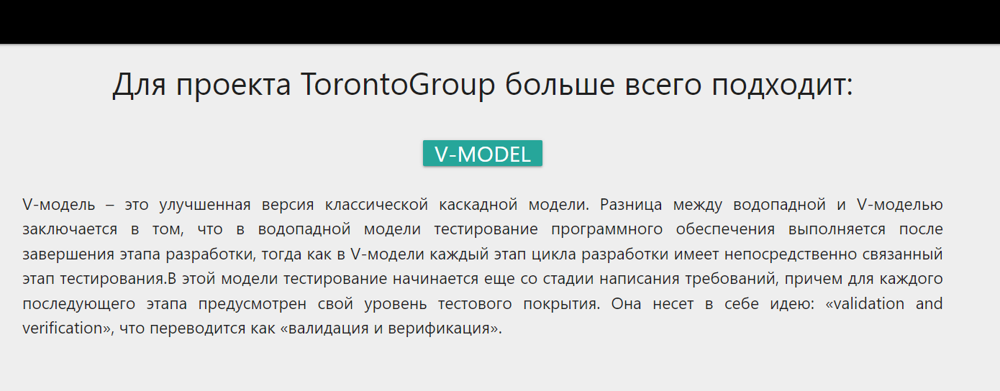 Для проекта TorontoGroup больше всего подходит:
V-MODEL
V-модель – это улучшенная версия классической каскадной модели. Разница между водопадной и V-моделью
заключается в том, что в водопадной модели тестирование программного обеспечения выполняется после
завершения этапа разработки, тогда как в V-модели каждый этап цикла разработки имеет непосредственно связанный
этап тестирования.В этой модели тестирование начинается еще со стадии написания требований, причем для каждого
последующего этапа предусмотрен свой уровень тестового покрытия. Она несет в себе идею: «validation and
verification», что переводится как «валидация и верификация».